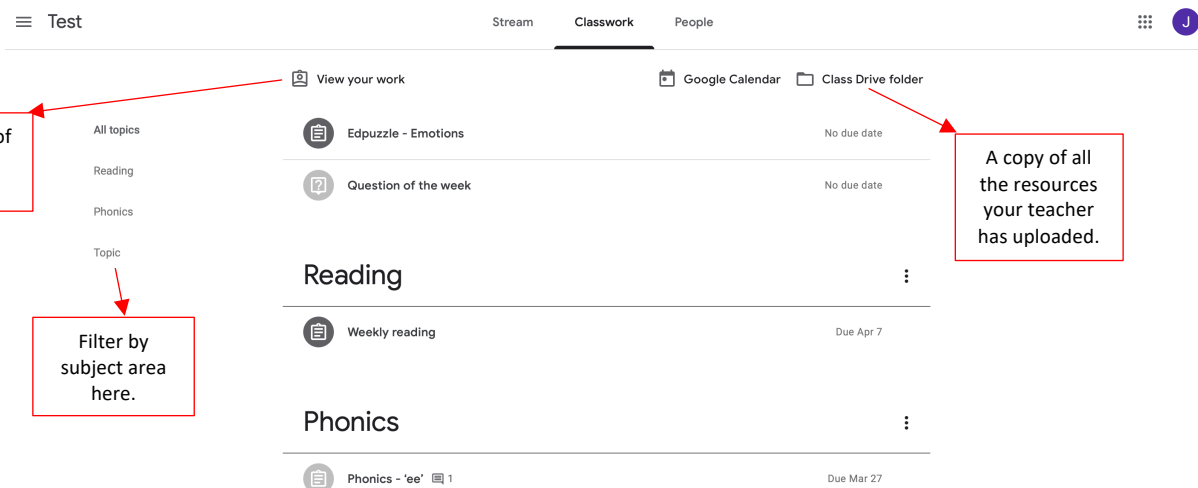 Test
Stream Classwork People
J
View your work
Google Calendar Class Drive folder
of
All topics
Reading
Phonics
Topic
Edpuzzle - Emotions No due date
Question of the week No due date
A copy of all
the resources
your teacher
has uploaded.
Reading
Weekly reading Due Apr 7
Filter by
subject area
here.
Phonics
Phonics - ‘ee’ 1 Due Mar 27